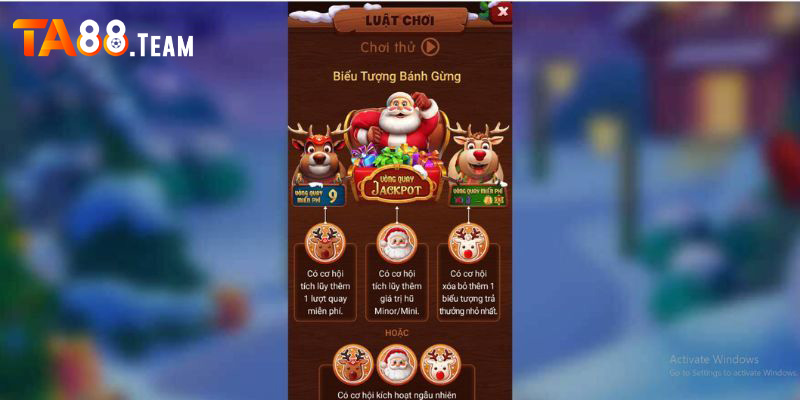 TA88.TEAM
LUẬT CHƠI
Chơi thử
Biểu Tượng Bánh Gừng
VÒNG QUAY
MIỄN PHÍ 9
VÒNG QUAY
JACKPOT
VÒNG QUAY MIỄN PHÍ
Có cơ hội
tích lũy thêm
1 lượt quay
miễn phí.
Có cơ hội
tích lũy thêm
giá trị hũ
Minor/Mini.
Có cơ hội
xóa bỏ thêm 1
biểu tượng trả
thưởng nhỏ nhất.
HOẶC
Có cơ hội kích hoạt ngẫu nhiên
Activate Windows
Go to Settings to activate Windows.